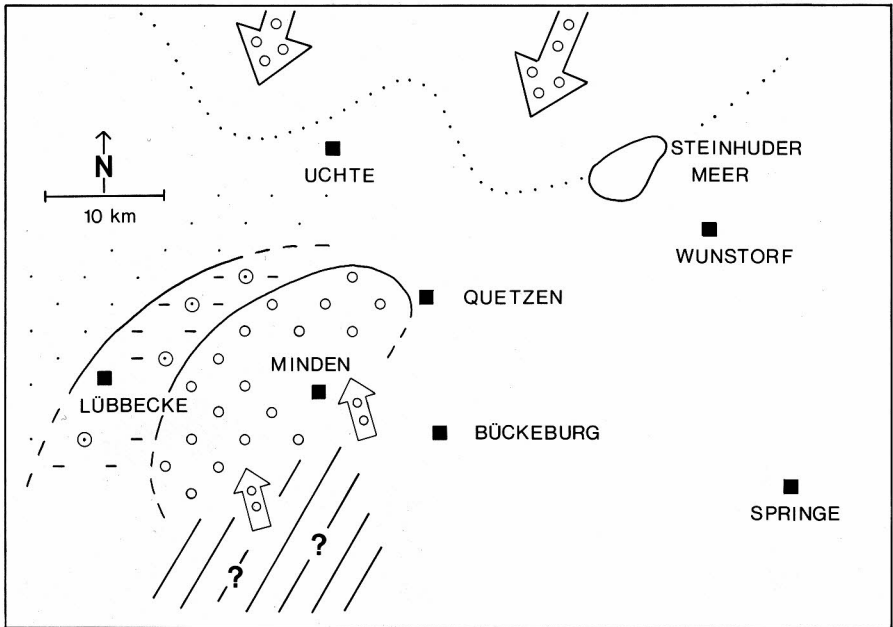 UCHTE
N
10 km
STEINHUDER
MEER
WUNSTORF
QUETZEN
MINDEN
LÜBBECKE
BÜCKEBURG
SPRINGE
?
?